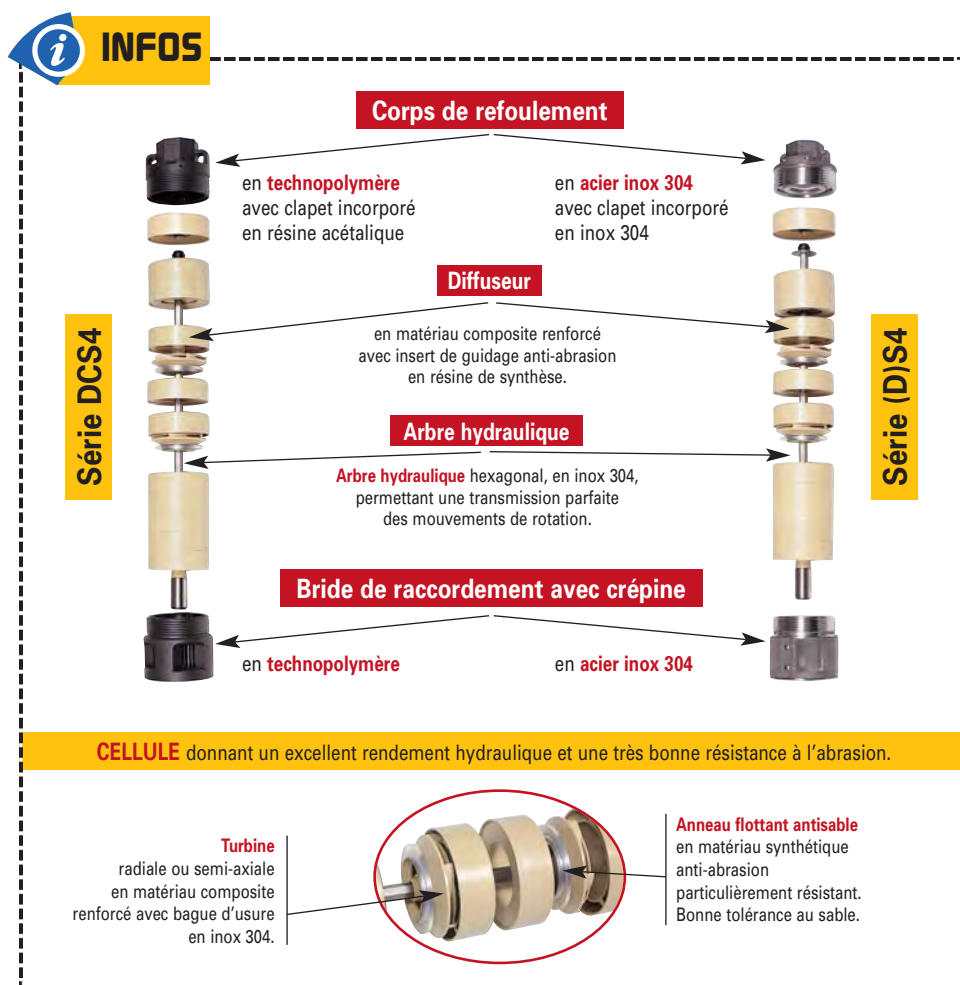 i INFOS
Corps de refoulement
en technopolymère
avec clapet incorporé
en résine acétalique
en acier inox 304
avec clapet incorporé
en inox 304
Diffuseur
en matériau composite renforcé
avec insert de guidage anti-abrasion
en résine de synthèse.
Série DCS4
Série (D)S4
Arbre hydraulique
Arbre hydraulique hexagonal, en inox 304,
permettant une transmission parfaite
des mouvements de rotation.
Bride de raccordement avec crépine
en technopolymère
en acier inox 304
CELLULE donnant un excellent rendement hydraulique et une très bonne résistance à l'abrasion.
Turbine
radiale ou semi-axiale
en matériau composite
renforcé avec bague d'usure
en inox 304.
Anneau flottant antisable
en matériau synthétique
anti-abrasion
particulièrement résistant.
Bonne tolérance au sable.